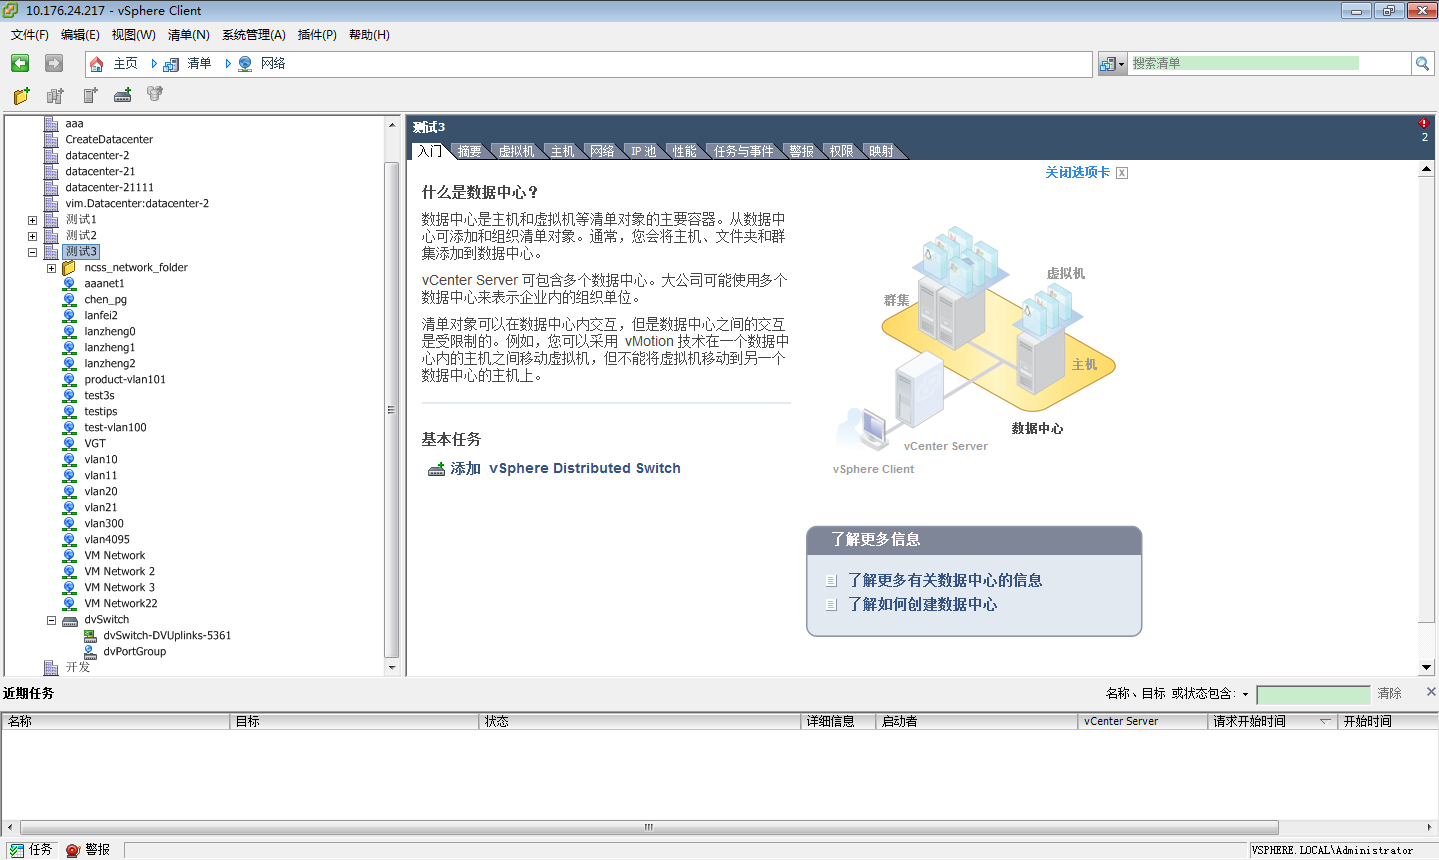 10.176.24.217 - vSphere Client
文件(F) 编辑(E) 视图(W) 清单(N) 系统管理(A) 插件(P) 帮助(H)
主页 清单 网络
搜索清单
aaa
CreateDatacenter
datacenter-2
datacenter-21
datacenter-21111
vim.Datacenter:datacenter-2
测试1
测试2
测试3
ncss_network_folder
aaanet1
chen_pg
lanfei2
lanzheng0
lanzheng1
lanzheng2
product-vlan101
test3s
testips
test-vlan100
VGT
vlan10
vlan11
vlan20
vlan21
vlan300
vlan4095
VM Network
VM Network 2
VM Network 3
VM Network22
dvSwitch
dvSwitch-DVUplinks-5361
dvPortGroup
开发
测试3
2
入门 摘要 虚拟机 主机 网络 IP 池 性能 任务与事件 警报 权限 映射
关闭选项卡
什么是数据中心？
数据中心是主机和虚拟机等清单对象的主要容器。从数据中
心可添加和组织清单对象。通常，您会将主机、文件夹和群
集添加到数据中心。
vCenter Server 可包含多个数据中心。大公司可能使用多个
数据中心来表示企业内的组织单位。
清单对象可以在数据中心内交互，但是数据中心之间的交互
是受限制的。例如，您可以采用 vMotion 技术在一个数据中
心内的主机之间移动虚拟机，但不能将虚拟机移动到另一个
数据中心的主机上。
基本任务
添加 vSphere Distributed Switch
虚拟机
群集
主机
数据中心
vCenter Server
vSphere Client
了解更多信息
了解更多有关数据中心的信息
了解如何创建数据中心
近期任务
名称、目标 或状态包含: 清除
名称 目标 状态 详细信息 启动者 vCenter Server 请求开始时间 开始时间
任务 警报
VSPHERE.LOCAL\Administrator